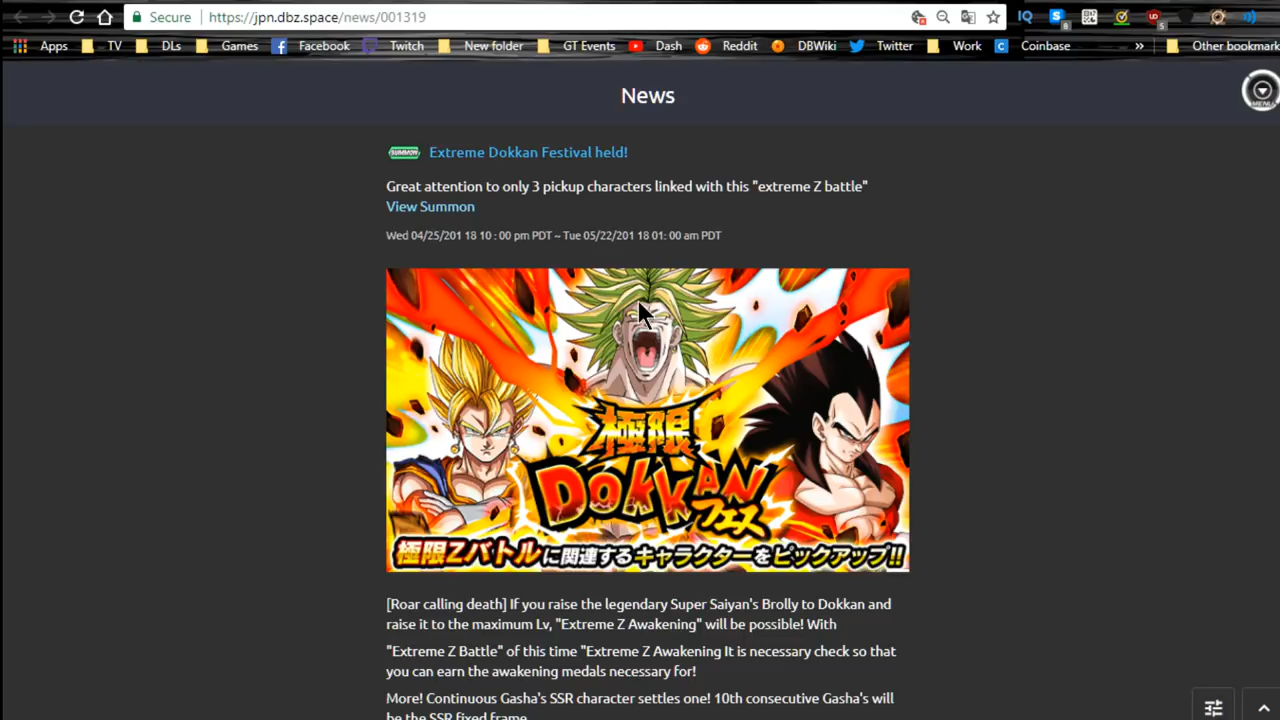 Secure https://jpn.dbz.space/news/001319
Apps TV DLs Games Facebook Twitch New folder GT Events Dash Reddit DBWiki Twitter Work Coinbase » Other bookmark
News
MENU
SUMMON Extreme Dokkan Festival held!
Great attention to only 3 pickup characters linked with this "extreme Z battle"
View Summon
Wed 04/25/201 18 10 : 00 pm PDT ~ Tue 05/22/201 18 01: 00 am PDT
極限
DOKKAN
フェス
極限Zバトルに関連するキャラクターをピックアップ!!
[Roar calling death] If you raise the legendary Super Saiyan's Brolly to Dokkan and
raise it to the maximum Lv, "Extreme Z Awakening" will be possible! With
"Extreme Z Battle" of this time "Extreme Z Awakening It is necessary check so that
you can earn the awakening medals necessary for!
More! Continuous Gasha's SSR character settles one! 10th consecutive Gasha's will
be the SSR fixed frame